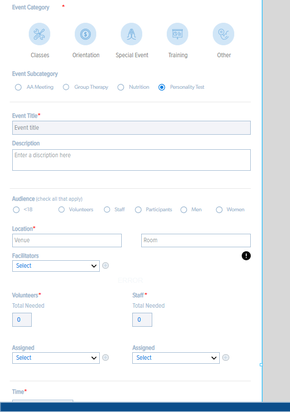 Event Category *
Classes Orientation Special Event Training Other
Event Subcategory
AA Meeting Group Therapy Nutrition Personality Test
Event Title*
Event title
Description
Enter a discription here
Audience (check all that apply)
<18 Volunteers Staff Participants Men Women
Location*
Venue Room
Facilitators
Select
Volunteers* Staff *
Total Needed: Total Needed:
0 0
Assigned Assigned
Select Select
Time*